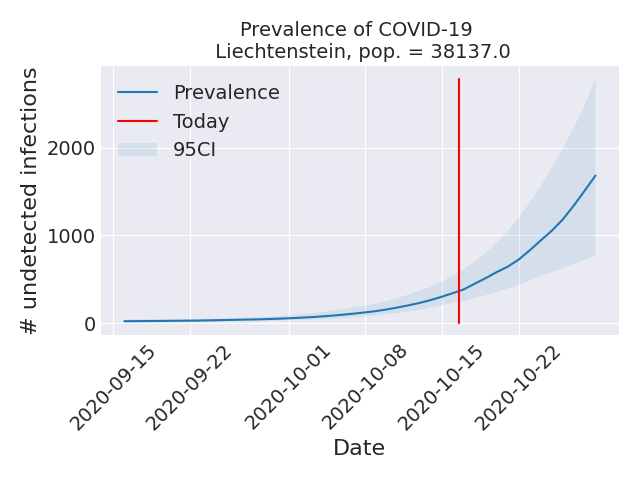 Prevalence of COVID-19
Liechtenstein, pop. = 38137.0
Prevalence
Today
95CI
# undetected infections
2000
1000
0
2020-09-15
2020-09-22
2020-10-01
2020-10-08
2020-10-15
2020-10-22
Date